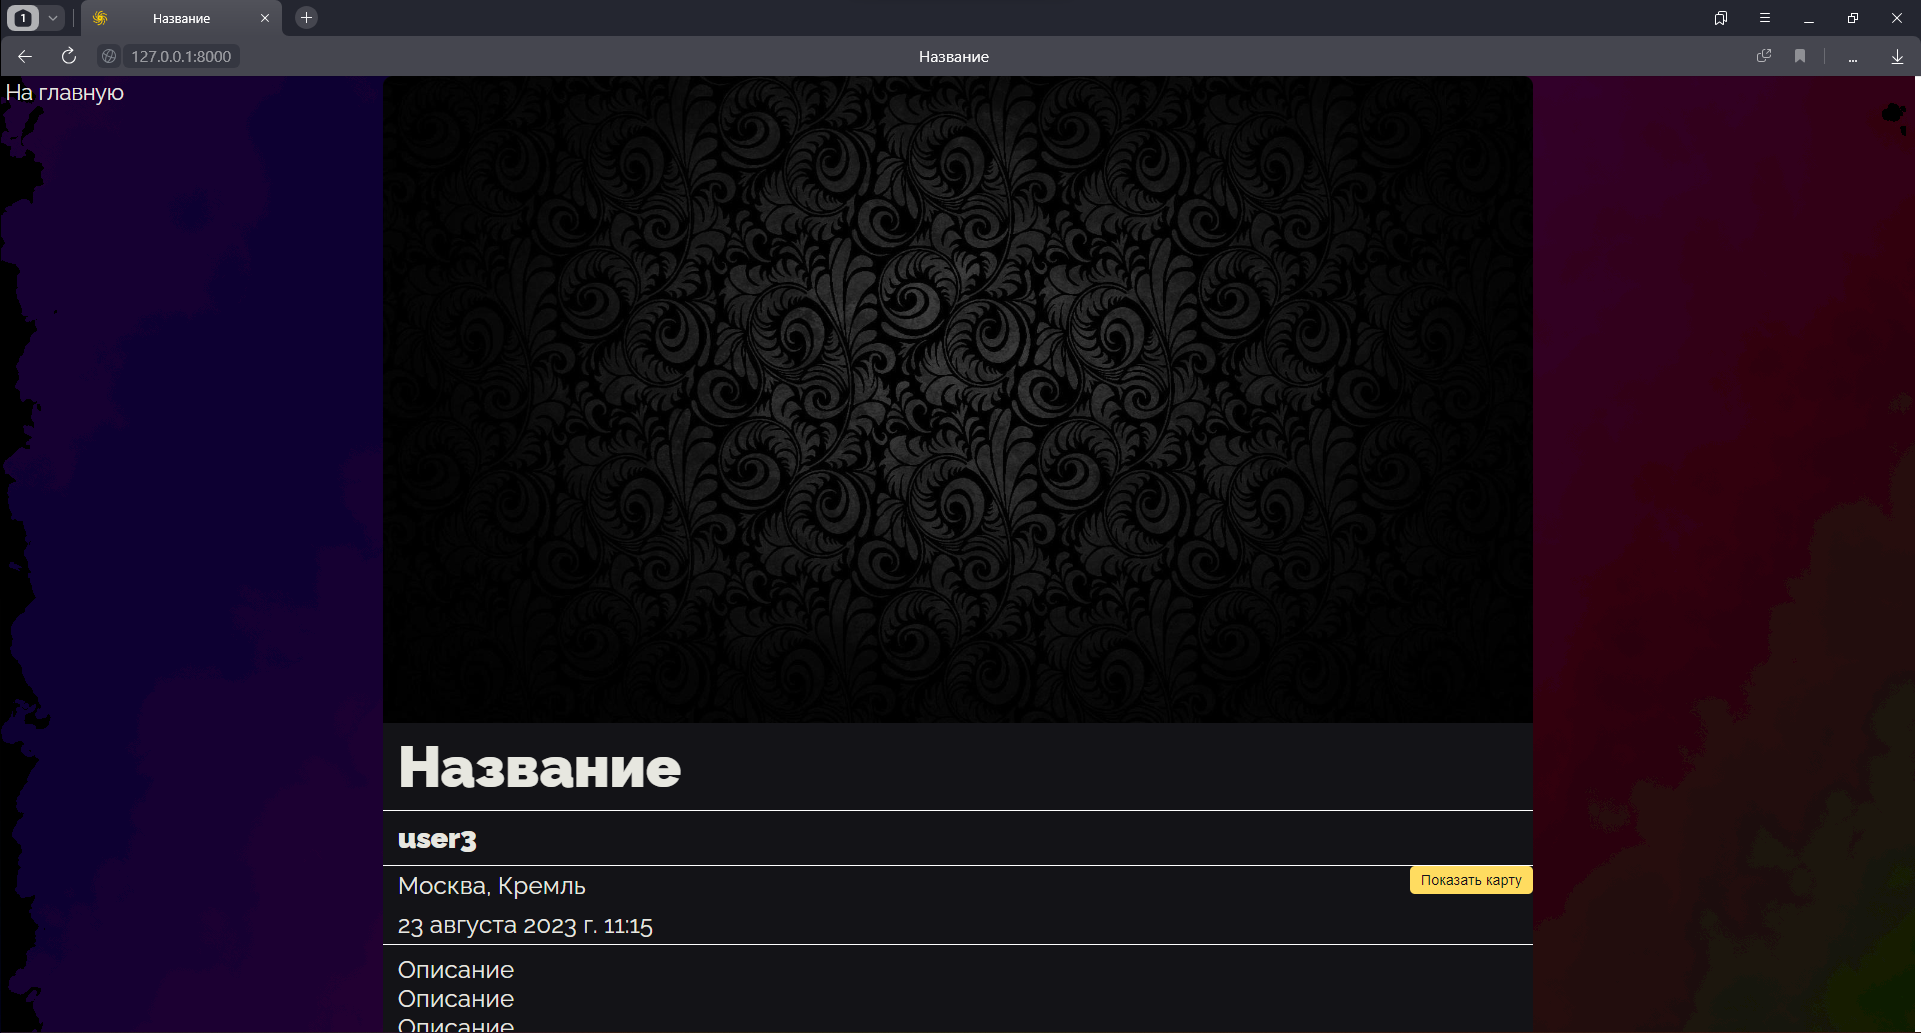 1
Название
127.0.0.1:8000
Название
На главную
Название
user3
Москва, Кремль
Показать карту
23 августа 2023 г. 11:15
Описание
Описание
Описание